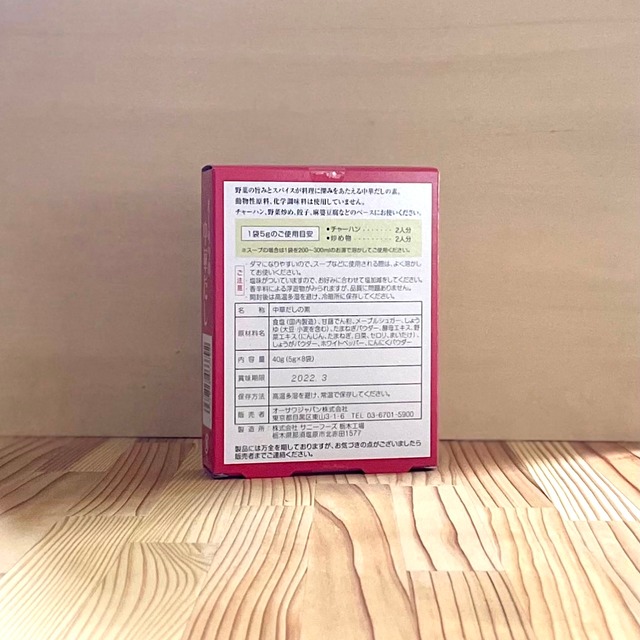 野菜の旨みとスパイスが料理に深みをあたえる中華だしの素。
動物性原料、化学調味料は使用していません。
チャーハン、野菜炒め、餃子、麻婆豆腐などのベースにお使いください。
1袋5gのご使用目安
●チャーハン・・・・・・・・2人分
●炒め物・・・・・・・・2人分
※スープの場合は1袋を200〜300mlのお湯で溶かしてご使用ください。
ご注意
・ダマになりやすいので、スープなどに使用される際は、よく溶かしてお使いください。
・塩味がついていますので、お好みに合わせて塩加減をしてください。
・香辛料による浮遊物がみられますが、品質に問題ありません。
・開封後は高温多湿を避け、冷暗所に保存してください。
名 称 中華だしの素
原材料名 食塩(国内製造)、甘藷でん粉、メープルシュガー、しょうゆ(大豆・小麦を含む)、たまねぎパウダー、酵母エキス、野菜エキス(にんじん、たまねぎ、白菜、セロリ、まいたけ)、しょうがパウダー、ホワイトペッパー、にんにくパウダー
内 容 量 40g(5g×8袋)
賞味期限 2022.3
保存方法 高温多湿を避け、常温で保存してください。
販 売 者 オーサワジャパン株式会社
東京都目黒区東山3-1-6 TEL 03-6701-5900
製 造 所 株式会社 サニーフーズ 栃木工場
栃木県那須塩原市北赤田1577
製品には万全を期しておりますが、お気づきの点がございましたら
販売者までご連絡ください。